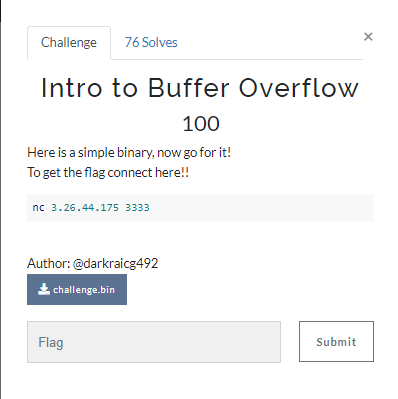 Challenge 76 Solves ×
Intro to Buffer Overflow
100
Here is a simple binary, now go for it!
To get the flag connect here!!
nc 3.26.44.175 3333
Author: @darkraicg492
challenge.bin
Flag Submit